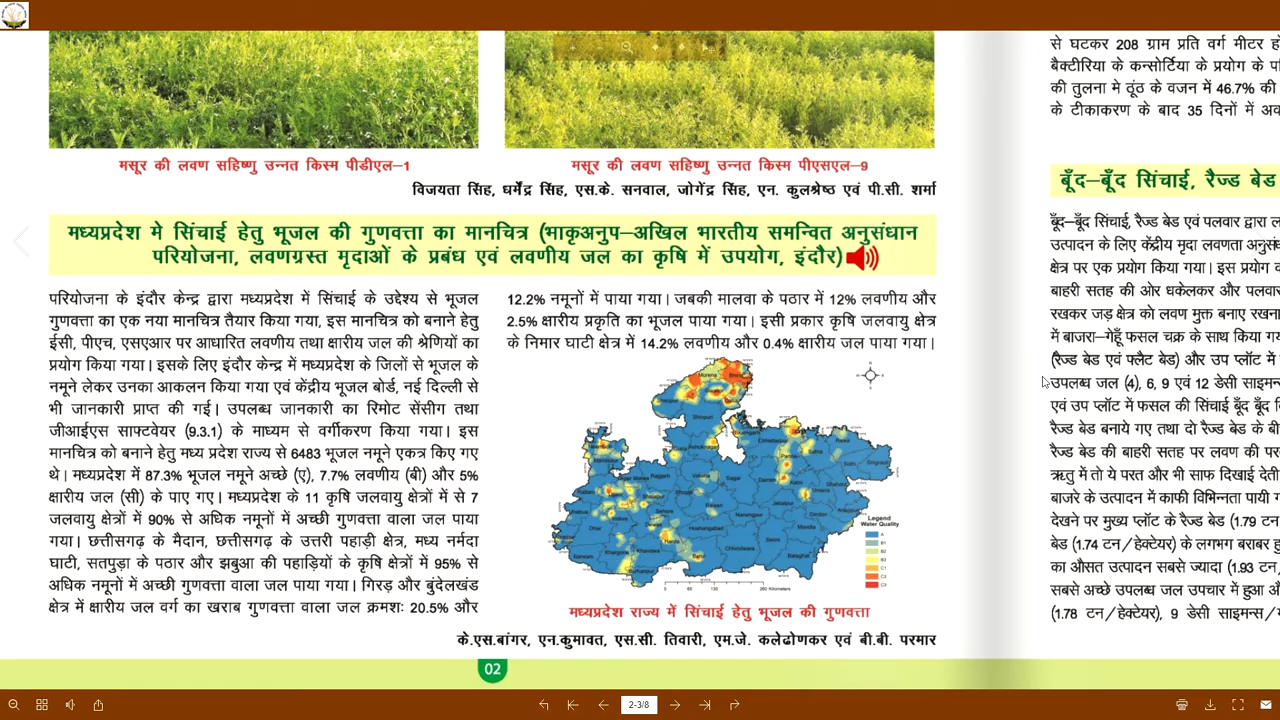 मसूर की लवण सहिष्णु उन्नत किस्म पीडीएल–1
मसूर की लवण सहिष्णु उन्नत किस्म पीएसएल–9
विजयता सिंह, धर्मेंद्र सिंह, एस.के. सनवाल, जोगेंद्र सिंह, एन. कुलश्रेष्ठ एवं पी.सी. शर्मा
मध्यप्रदेश मे सिंचाई हेतु भूजल की गुणवत्ता का मानचित्र (भाकृअनुप–अखिल भारतीय समन्वित अनुसंधान
परियोजना, लवणग्रस्त मृदाओं के प्रबंध एवं लवणीय जल का कृषि में उपयोग, इंदौर)
परियोजना के इंदौर केन्द्र द्वारा मध्यप्रदेश में सिंचाई के उद्देश्य से भूजल
गुणवत्ता का एक नया मानचित्र तैयार किया गया, इस मानचित्र को बनाने हेतु
ईसी, पीएच, एसएआर पर आधारित लवणीय तथा क्षारीय जल की श्रेणियों का
प्रयोग किया गया। इसके लिए इंदौर केन्द्र में मध्यप्रदेश के जिलों से भूजल के
नमूने लेकर उनका आकलन किया गया एवं केंद्रीय भूजल बोर्ड, नई दिल्ली से
भी जानकारी प्राप्त की गई। उपलब्ध जानकारी का रिमोट सेंसीग तथा
जीआईएस साफ्टवेयर (9.3.1) के माध्यम से वर्गीकरण किया गया। इस
मानचित्र को बनाने हेतु मध्य प्रदेश राज्य से 6483 भूजल नमूने एकत्र किए गए
थे। मध्यप्रदेश में 87.3% भूजल नमूने अच्छे (ए), 7.7% लवणीय (बी) और 5%
क्षारीय जल (सी) के पाए गए। मध्यप्रदेश के 11 कृषि जलवायु क्षेत्रों में से 7
जलवायु क्षेत्रों में 90% से अधिक नमूनों में अच्छी गुणवत्ता वाला जल पाया
गया। छत्तीसगढ़ के मैदान, छत्तीसगढ़ के उत्तरी पहाड़ी क्षेत्र, मध्य नर्मदा
घाटी, सतपुड़ा के पठार और झबुआ की पहाड़ियों के कृषि क्षेत्रों में 95% से
अधिक नमूनों में अच्छी गुणवत्ता वाला जल पाया गया। गिरड़ और बुंदेलखंड
क्षेत्र में क्षारीय जल वर्ग का खराब गुणवत्ता वाला जल क्रमशः 20.5% और
12.2% नमूनों में पाया गया। जबकी मालवा के पठार में 12% लवणीय और
2.5% क्षारीय प्रकृति का भूजल पाया गया। इसी प्रकार कृषि जलवायु क्षेत्र
के निमार घाटी क्षेत्र में 14.2% लवणीय और 0.4% क्षारीय जल पाया गया।
Legend
Water Quality
A
B1
B2
B3
C1
C2
C3
260 Kilometers
मध्यप्रदेश राज्य में सिंचाई हेतु भूजल की गुणवत्ता
के.एस.बांगर, एन.कुमावत, एस.सी. तिवारी, एम.जे. कलेढोणकर एवं बी.बी. परमार
02
से घटकर 208 ग्राम प्रति वर्ग मीटर
बैक्टीरिया के कन्सोर्टिया के प्रयोग के
की तुलना मे ठूंठ के वजन में 46.7% की
के टीकाकरण के बाद 35 दिनों में
बूँद–बूँद सिंचाई, रैज्ड बेड
बूँद–बूँद सिंचाई, रैज्ड बेड एवं पलवार द्वारा
उत्पादन के लिए केंद्रीय मृदा लवणता
क्षेत्र पर एक प्रयोग किया गया। इस प्रयोग
बाहरी सतह की ओर धकेलकर और पलवार
रखकर जड़ क्षेत्र को लवण मुक्त बनाए
में बाजरा–गेहूँ फसल चक्र के साथ किया
(रैज्ड बेड एवं फ्लैट बेड) और उप प्लॉट में
उपलब्ध जल (4), 6, 9 एवं 12 डेसी
एवं उप प्लॉट में फसल की सिंचाई बूँद बूँद
रैज्ड बेड बनाये गए तथा दो रैज्ड बेड के
रैज्ड बेड की बाहरी सतह पर लवण की
ऋतु में तो ये परत और भी साफ दिखाई
बाजरे के उत्पादन में काफी विभिन्नता पायी
देखने पर मुख्य प्लॉट के रैज्ड बेड (1.79 टन
बेड (1.74 टन/हेक्टेयर) के लगभग बराबर
का औसत उत्पादन सबसे ज्यादा (1.93 टन
सबसे अच्छे उपलब्ध जल उपचार में हुआ
(1.78 टन/हेक्टेयर), 9 डेसी
2-3/8